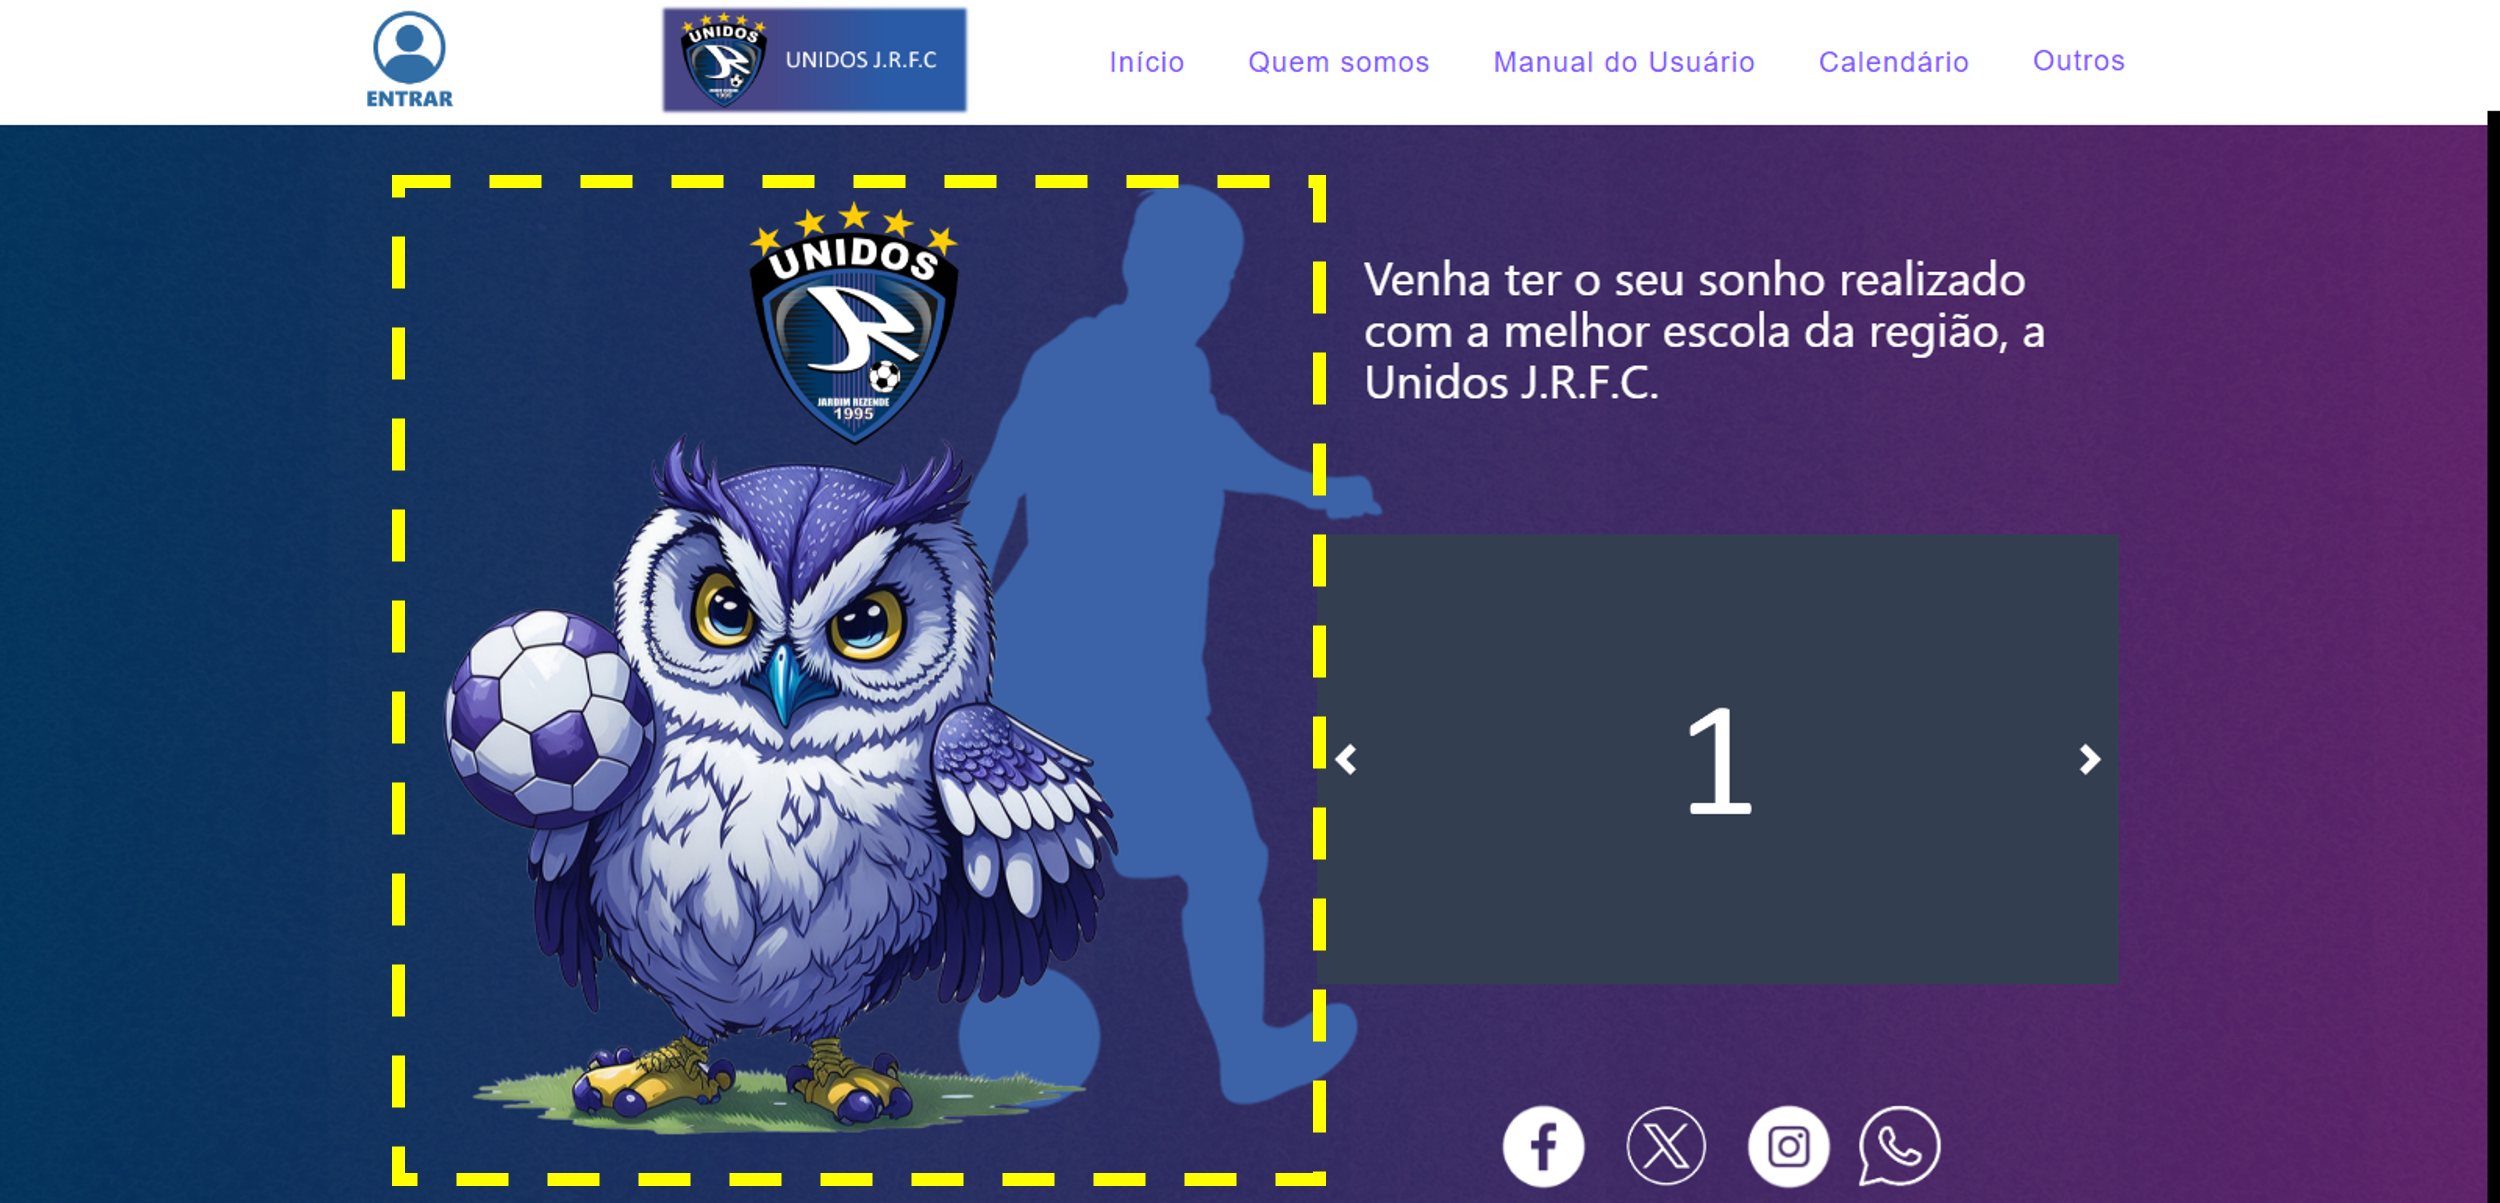 ENTRAR
UNIDOS
1995
UNIDOS J.R.F.C
Início
Quem somos
Manual do Usuário
Calendário
Outros
UNIDOS
JARDIM REZENDE
1995
Venha ter o seu sonho realizado
com a melhor escola da região, a
Unidos J.R.F.C.
1